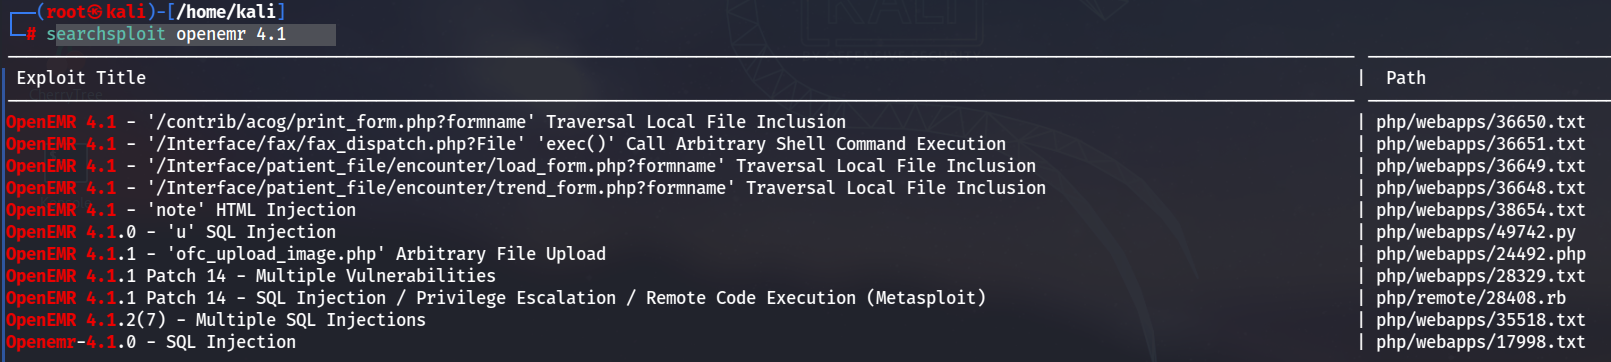 (root㉿kali)-[/home/kali]
# searchsploit openemr 4.1
Exploit Title | Path
OpenEMR 4.1 - '/contrib/acog/print_form.php?formname' Traversal Local File Inclusion | php/webapps/36650.txt
OpenEMR 4.1 - '/Interface/fax/fax_dispatch.php?File' 'exec()' Call Arbitrary Shell Command Execution | php/webapps/36651.txt
OpenEMR 4.1 - '/Interface/patient_file/encounter/load_form.php?formname' Traversal Local File Inclusion | php/webapps/36649.txt
OpenEMR 4.1 - '/Interface/patient_file/encounter/trend_form.php?formname' Traversal Local File Inclusion | php/webapps/36648.txt
OpenEMR 4.1 - 'note' HTML Injection | php/webapps/38654.txt
OpenEMR 4.1.0 - 'u' SQL Injection | php/webapps/49742.py
OpenEMR 4.1.1 - 'ofc_upload_image.php' Arbitrary File Upload | php/webapps/24492.php
OpenEMR 4.1.1 Patch 14 - Multiple Vulnerabilities | php/webapps/28329.txt
OpenEMR 4.1.1 Patch 14 - SQL Injection / Privilege Escalation / Remote Code Execution (Metasploit) | php/remote/28408.rb
OpenEMR 4.1.2(7) - Multiple SQL Injections | php/webapps/35518.txt
Openemr-4.1.0 - SQL Injection | php/webapps/17998.txt
KALI
CherryTree